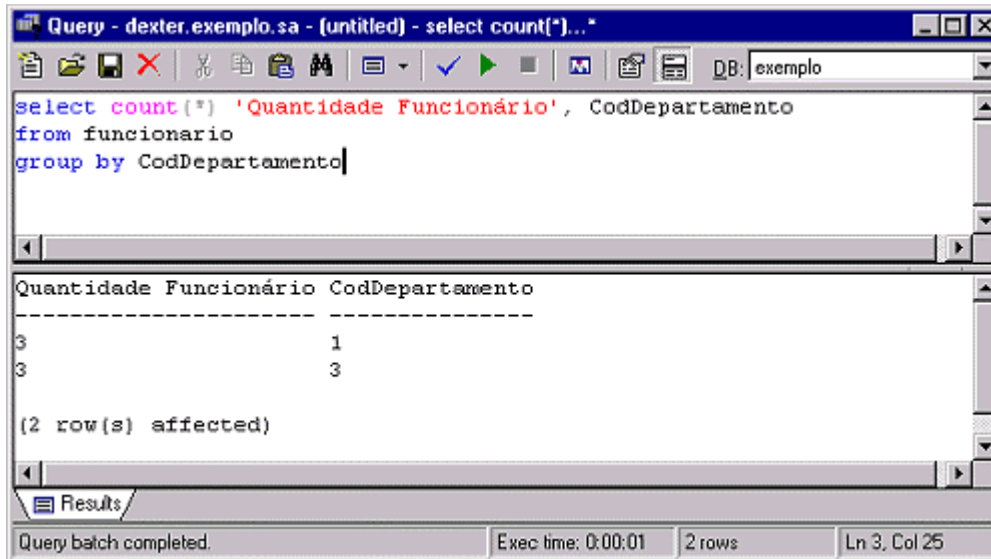 Query - dexter.exemplo.sa - (untitled) - select count(*)...*
DB: exemplo
select count(*) 'Quantidade Funcionário', CodDepartamento
from funcionario
group by CodDepartamento
Quantidade Funcionário CodDepartamento
---------------------- ---------------
3 1
3 3
(2 row(s) affected)
Results
Query batch completed. Exec time: 0:00:01 2 rows Ln 3, Col 25